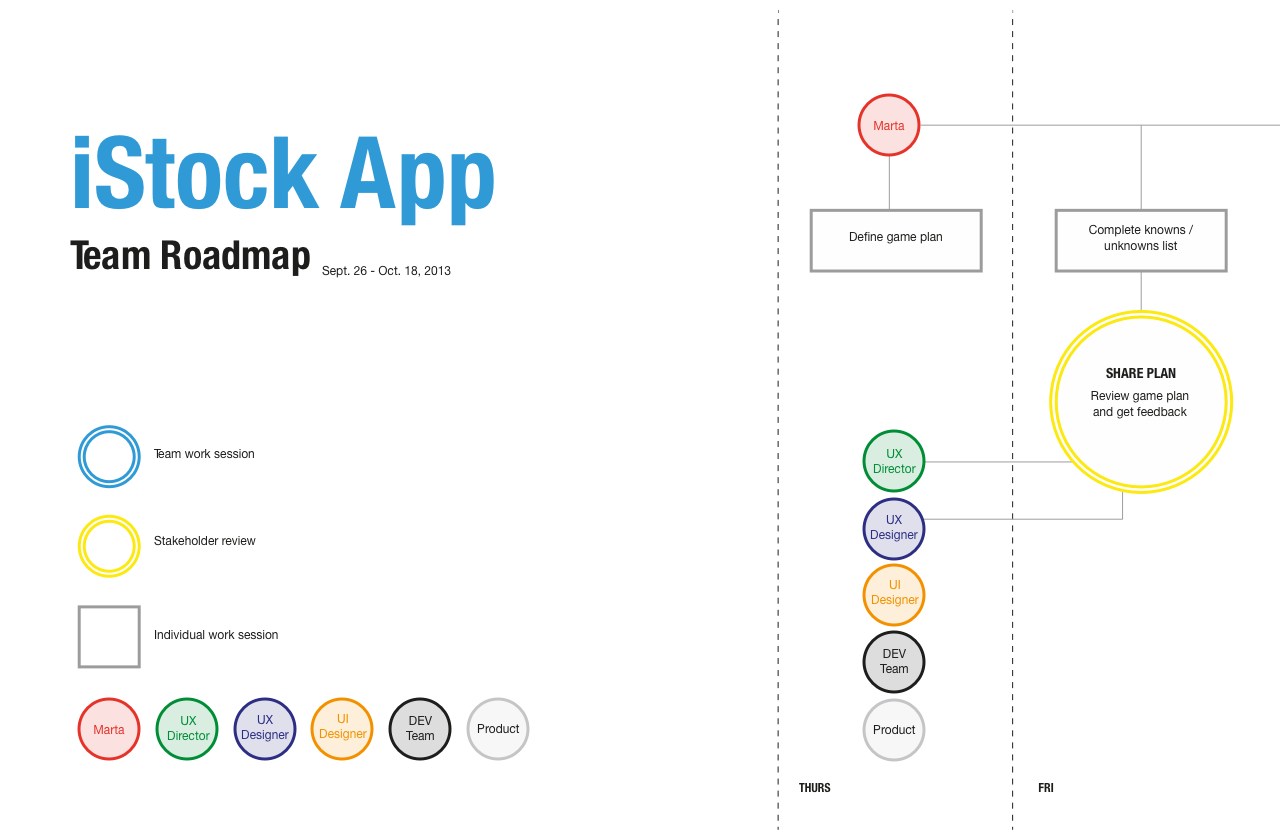 iStock App
Team Roadmap Sept. 26 - Oct. 18, 2013
Team work session
Stakeholder review
Individual work session
Marta
UX
Director
UX
Designer
UI
Designer
DEV
Team
Product
Marta
Define game plan
UX
Director
UX
Designer
UI
Designer
DEV
Team
Product
THURS
Complete knowns /
unknowns list
SHARE PLAN
Review game plan
and get feedback
FRI